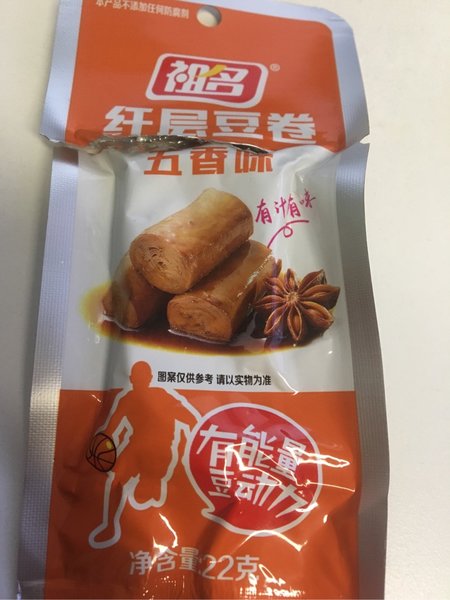 本产品不添加任何防腐剂
祖名®
纤层豆卷
五香味
有汁有味
图案仅供参考 请以实物为准
有能量
豆动力
净含量22克